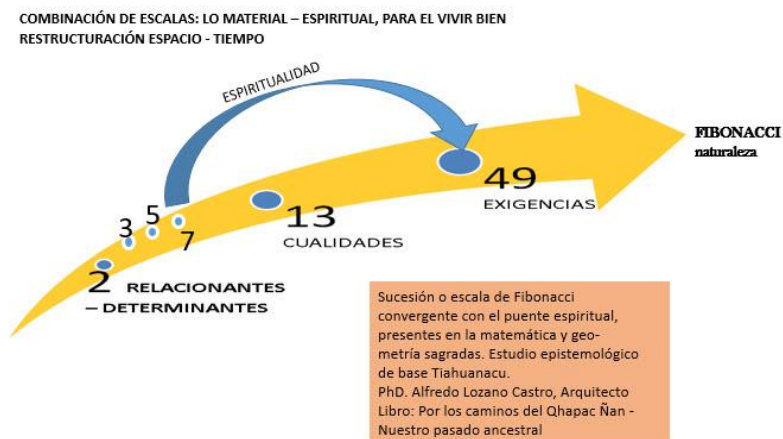 COMBINACIÓN DE ESCALAS: LO MATERIAL – ESPIRITUAL, PARA EL VIVIR BIEN
RESTRUCTURACIÓN ESPACIO - TIEMPO
ESPIRITUALIDAD
FIBONACCI
naturaleza
49
EXIGENCIAS
13
CUALIDADES
3
5
7
2 RELACIONANTES
– DETERMINANTES
Sucesión o escala de Fibonacci
convergente con el puente espiritual,
presentes en la matemática y geo-
metría sagradas. Estudio epistemológico
de base Tiahuanacu.
PhD. Alfredo Lozano Castro, Arquitecto
Libro: Por los caminos del Qhapac Ñan -
Nuestro pasado ancestral